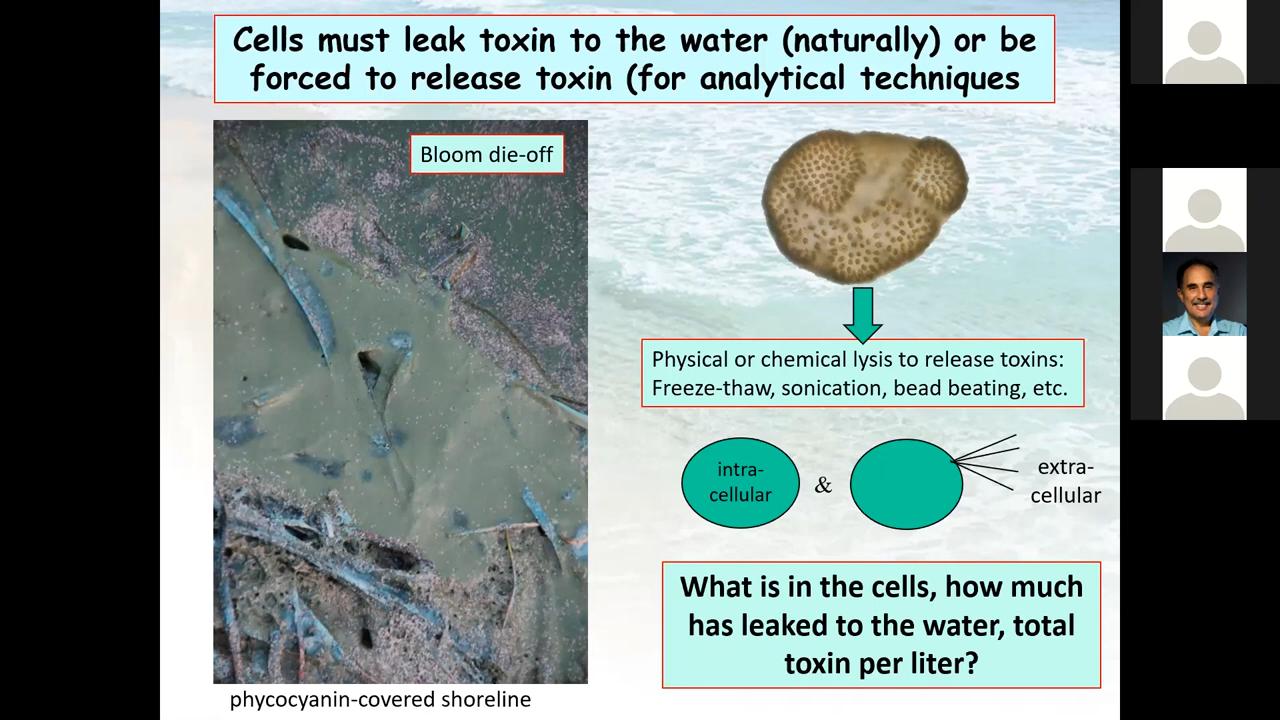 Cells must leak toxin to the water (naturally) or be
forced to release toxin (for analytical techniques
Bloom die-off
Physical or chemical lysis to release toxins:
Freeze-thaw, sonication, bead beating, etc.
intra-
cellular
&
extra-
cellular
What is in the cells, how much
has leaked to the water, total
toxin per liter?
phycocyanin-covered shoreline